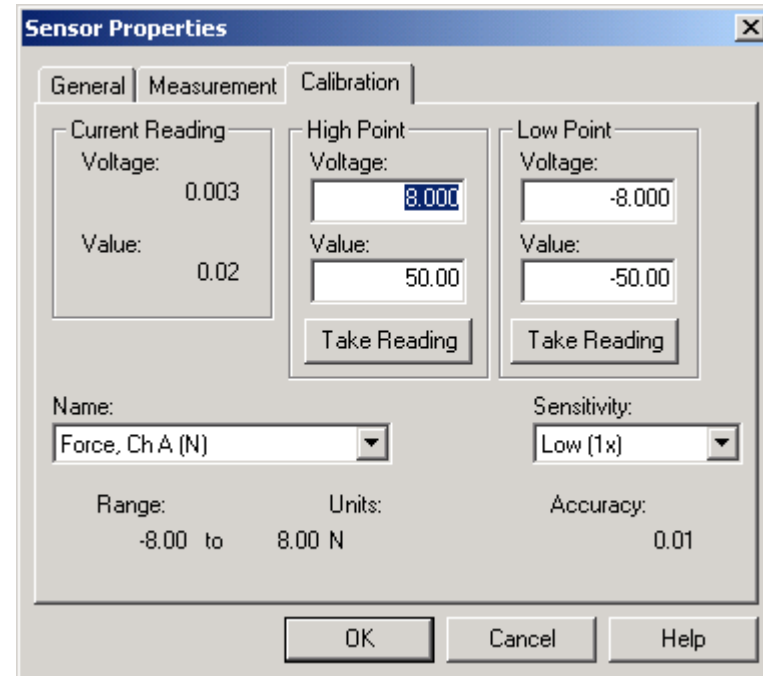 Sensor Properties
General Measurement Calibration
Current Reading
Voltage:
0.003
Value:
0.02
High Point
Voltage:
8.000
Value:
50.00
Take Reading
Low Point
Voltage:
-8.000
Value:
-50.00
Take Reading
Name:
Force, Ch A (N)
Sensitivity:
Low (1x)
Range: Units: Accuracy:
-8.00 to 8.00 N 0.01
OK Cancel Help